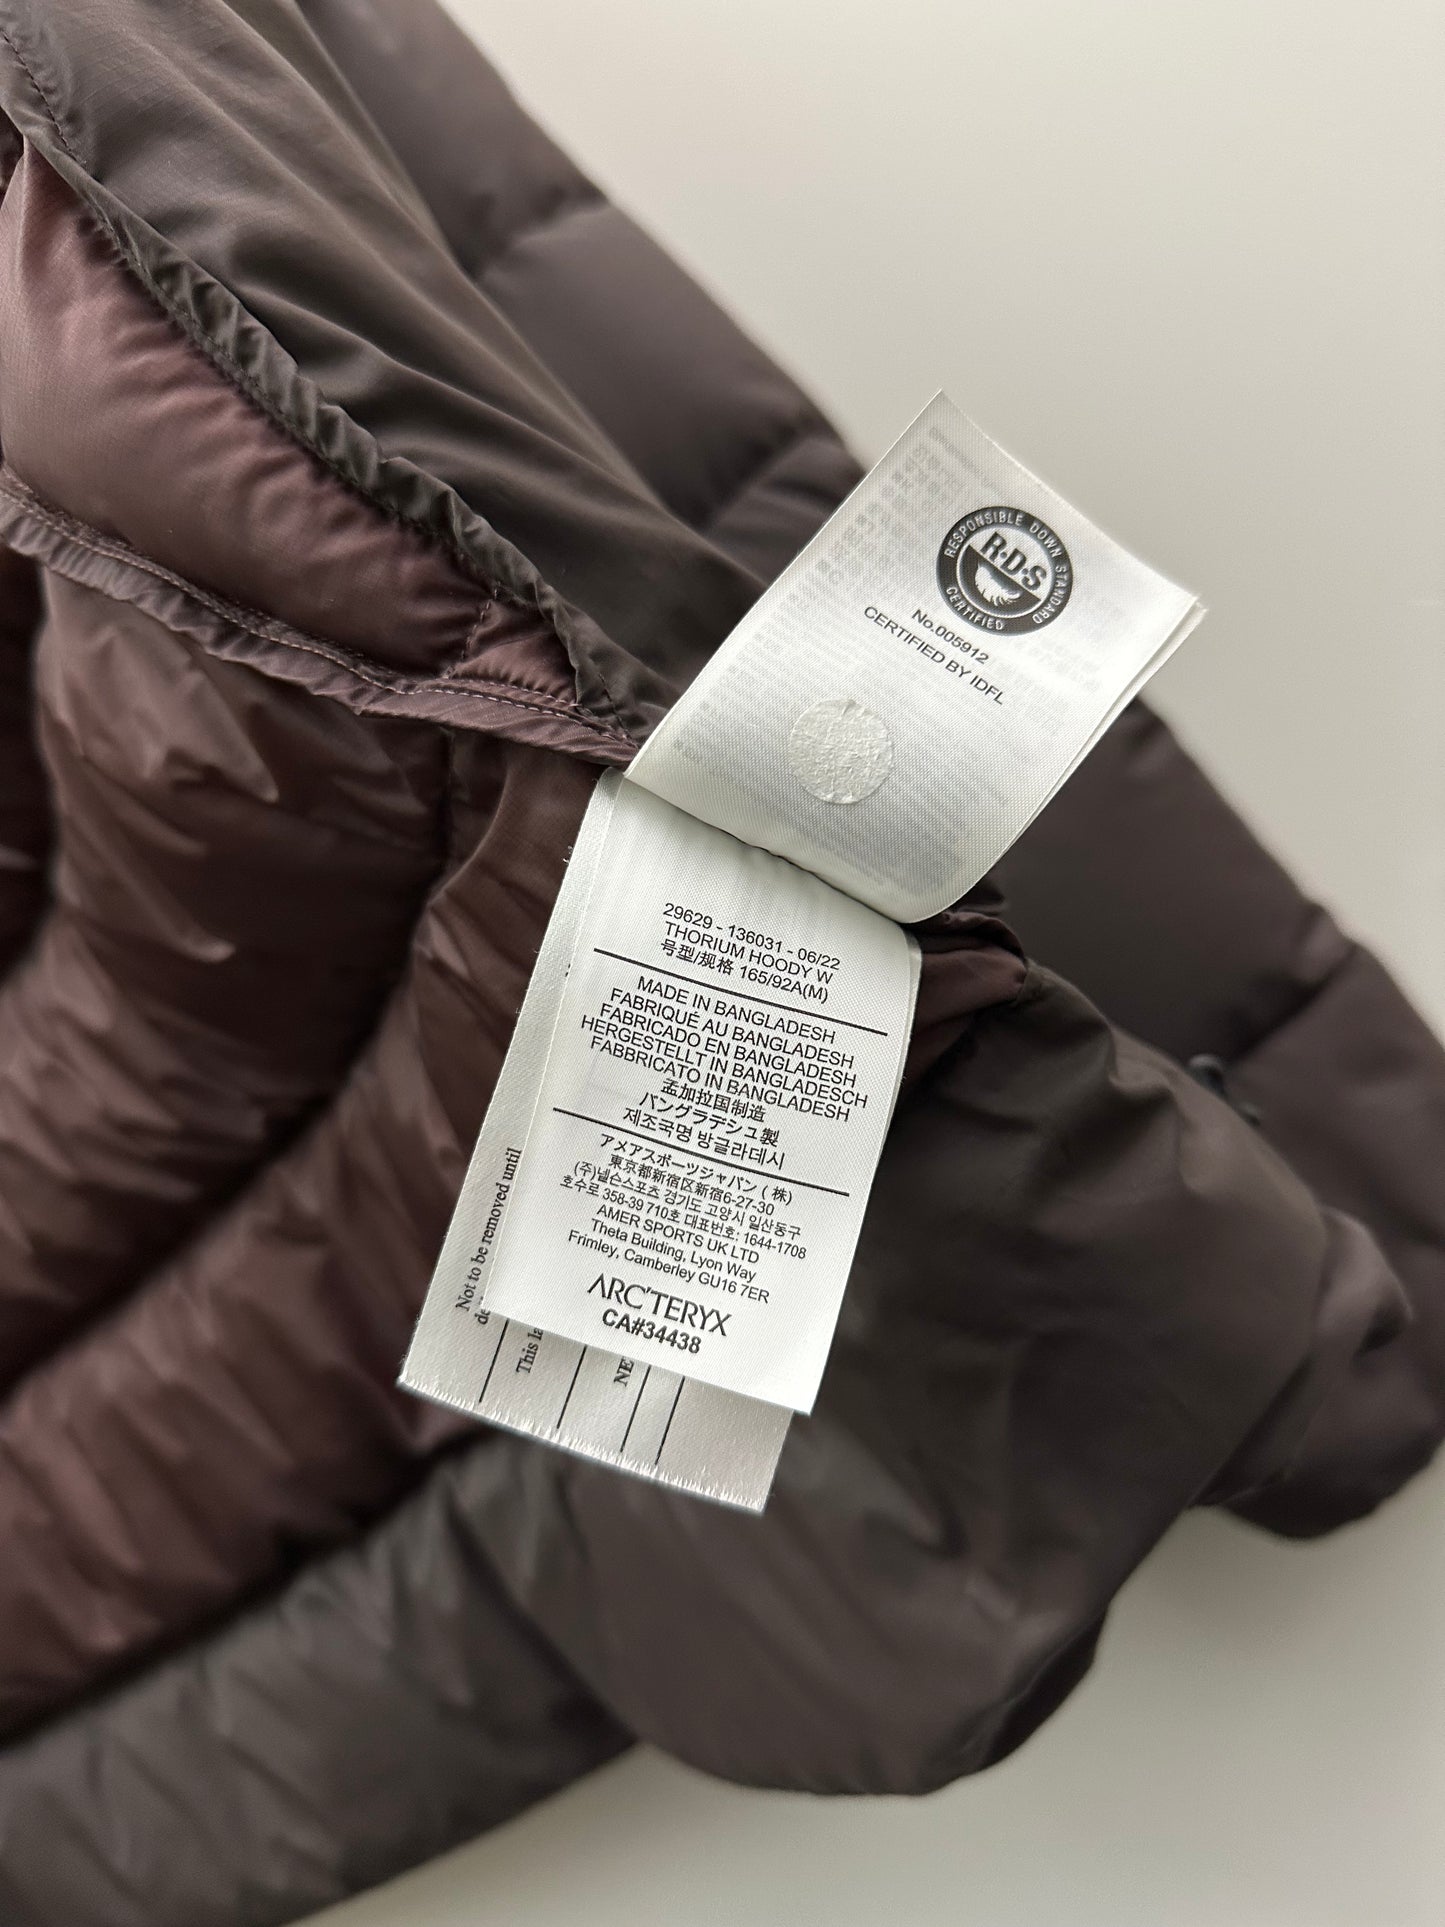 RESPONSIBLE DOWN STANDARD
R·D·S
CERTIFIED
No.005912
CERTIFIED BY IDFL
29629 - 136031 - 06/22
THORIUM HOODY W
号型/规格 165/92A(M)
MADE IN BANGLADESH
FABRIQUÉ AU BANGLADESH
FABRICADO EN BANGLADESH
HERGESTELLT IN BANGLADESCH
FABBRICATO IN BANGLADESH
孟加拉国制造
バングラデシュ製
제조국명 방글라데시
アメアスポーツジャパン (株)
東京都新宿区新宿6-27-30
(주)넬슨스포츠 경기도 고양시 일산동구
호수로 358-39 710호 대표번호: 1644-1708
AMER SPORTS UK LTD
Theta Building, Lyon Way
Frimley, Camberley GU16 7ER
ARC'TERYX
CA#34438
Not to be removed until
de
This la
NE